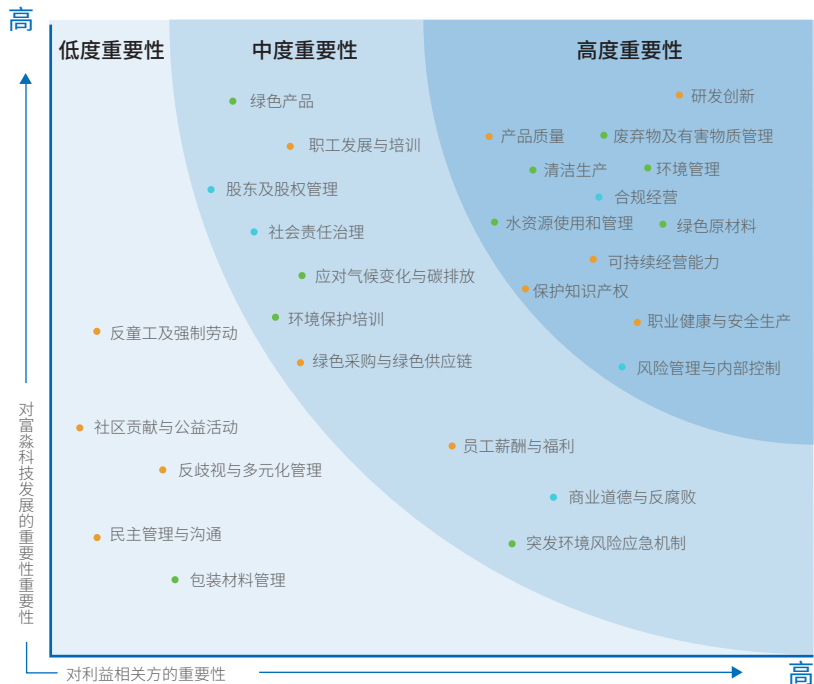 高
低度重要性
中度重要性
高度重要性
绿色产品
研发创新
职工发展与培训
产品质量
废弃物及有害物质管理
清洁生产
环境管理
股东及股权管理
合规经营
社会责任治理
水资源使用和管理
绿色原材料
应对气候变化与碳排放
可持续经营能力
保护知识产权
环境保护培训
职业健康与安全生产
反童工及强制劳动
绿色采购与绿色供应链
风险管理与内部控制
社区贡献与公益活动
员工薪酬与福利
反歧视与多元化管理
商业道德与反腐败
民主管理与沟通
突发环境风险应急机制
包装材料管理
对富淼科技发展的重要性重要性
对利益相关方的重要性
高